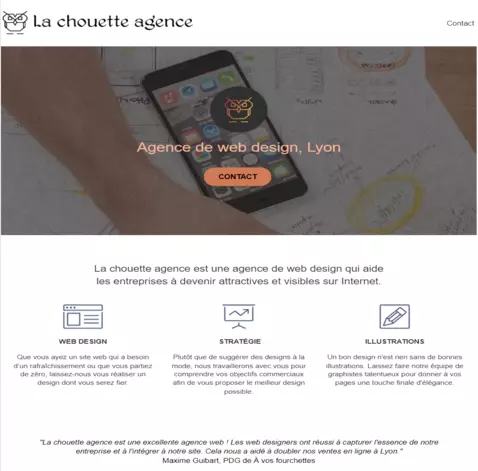 La chouette agence
Contact
Agence de web design, Lyon
CONTACT
La chouette agence est une agence de web design qui aide
les entreprises à devenir attractives et visibles sur Internet.
WEB DESIGN
Que vous ayez un site web qui a besoin
d'un rafraîchissement ou que vous partez
de zéro, laissez-nous vous réaliser un
design dont vous serez fier.
STRATÉGIE
Plutôt que de suggérer des designs à la
mode, nous travaillerons avec vous pour
comprendre vos objectifs commerciaux
afin de vous proposer le meilleur design
possible.
ILLUSTRATIONS
Un bon design n'est rien sans de bonnes
illustrations. Laissez faire notre équipe de
graphistes talentueux pour donner à vos
pages une touche finale d'élégance.
"La chouette agence est une excellente agence web ! Les web designers ont réussi à capturer l'essence de notre
entreprise et à l'intégrer à notre site. Cela nous a aidé à doubler nos ventes en ligne à Lyon."
Maxime Guibart, PDG de À vos fourchettes